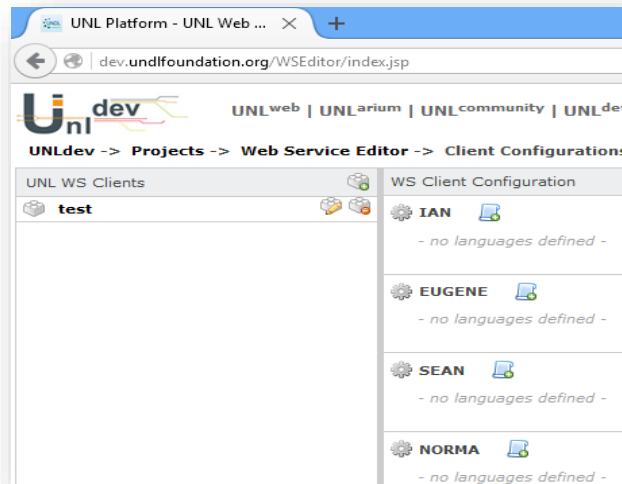 UNL Platform - UNL Web ...
dev.undlfoundation.org/WSEditor/index.jsp
Unl dev
UNLweb | UNLarium | UNLcommunity | UNLde
UNLdev -> Projects -> Web Service Editor -> Client Configurations
UNL WS Clients
test
WS Client Configuration
IAN
- no languages defined -
EUGENE
- no languages defined -
SEAN
- no languages defined -
NORMA
- no languages defined -